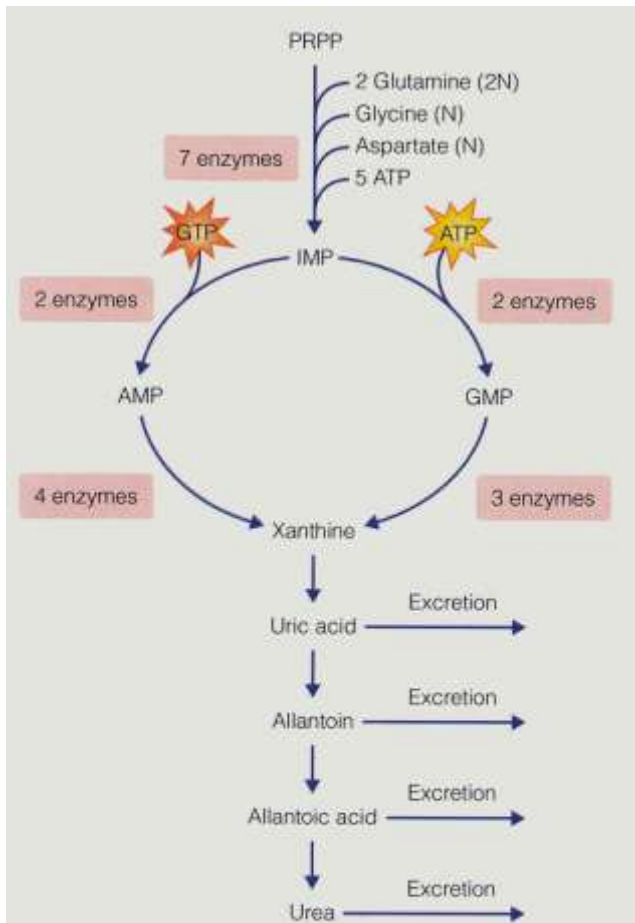 PRPP
2 Glutamine (2N)
Glycine (N)
7 enzymes
Aspartate (N)
5 ATP
GTP
ATP
IMP
2 enzymes
2 enzymes
AMP
GMP
4 enzymes
3 enzymes
Xanthine
Excretion
Uric acid
Excretion
Allantoin
Excretion
Allantoic acid
Excretion
Urea